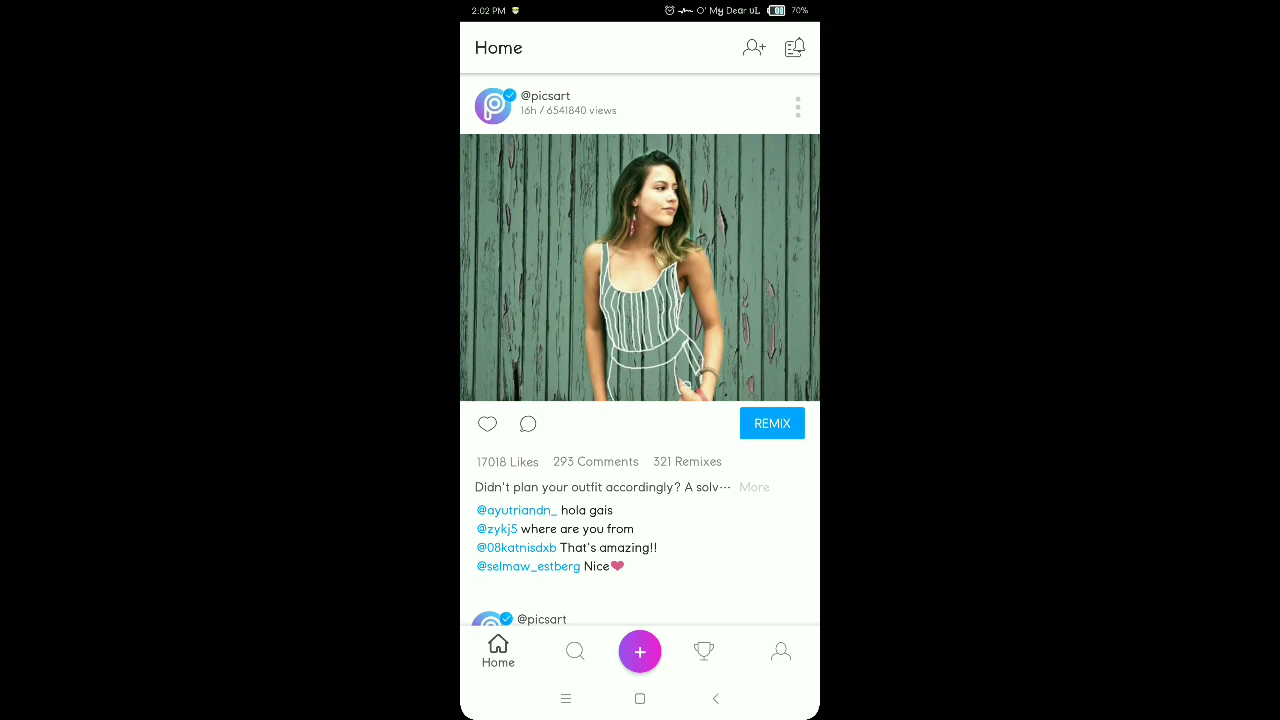 2:02 PM O' My Dear υL 70%
Home
@picsart
16h / 6541840 views
REMIX
17018 Likes 293 Comments 321 Remixes
Didn't plan your outfit accordingly? A solv··· More
@ayutriandn_ hola gais
@zykj5 where are you from
@08katnisdxb That's amazing!!
@selmaw_estberg Nice❤
@picsart
Home